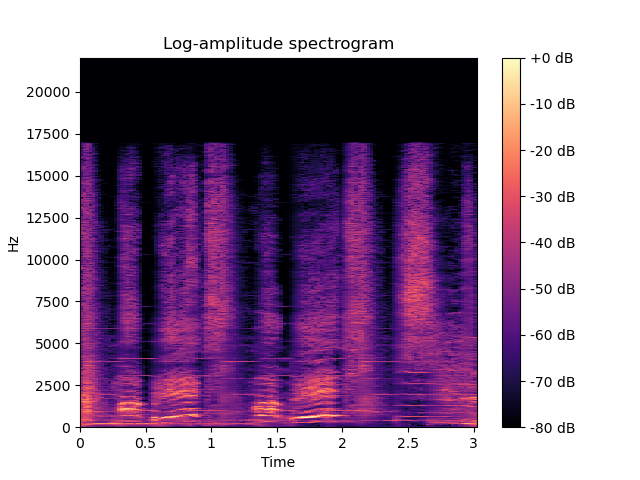 Log-amplitude spectrogram
Hz
20000
17500
15000
12500
10000
7500
5000
2500
0
0 0.5 1 1.5 2 2.5 3
Time
+0 dB
-10 dB
-20 dB
-30 dB
-40 dB
-50 dB
-60 dB
-70 dB
-80 dB